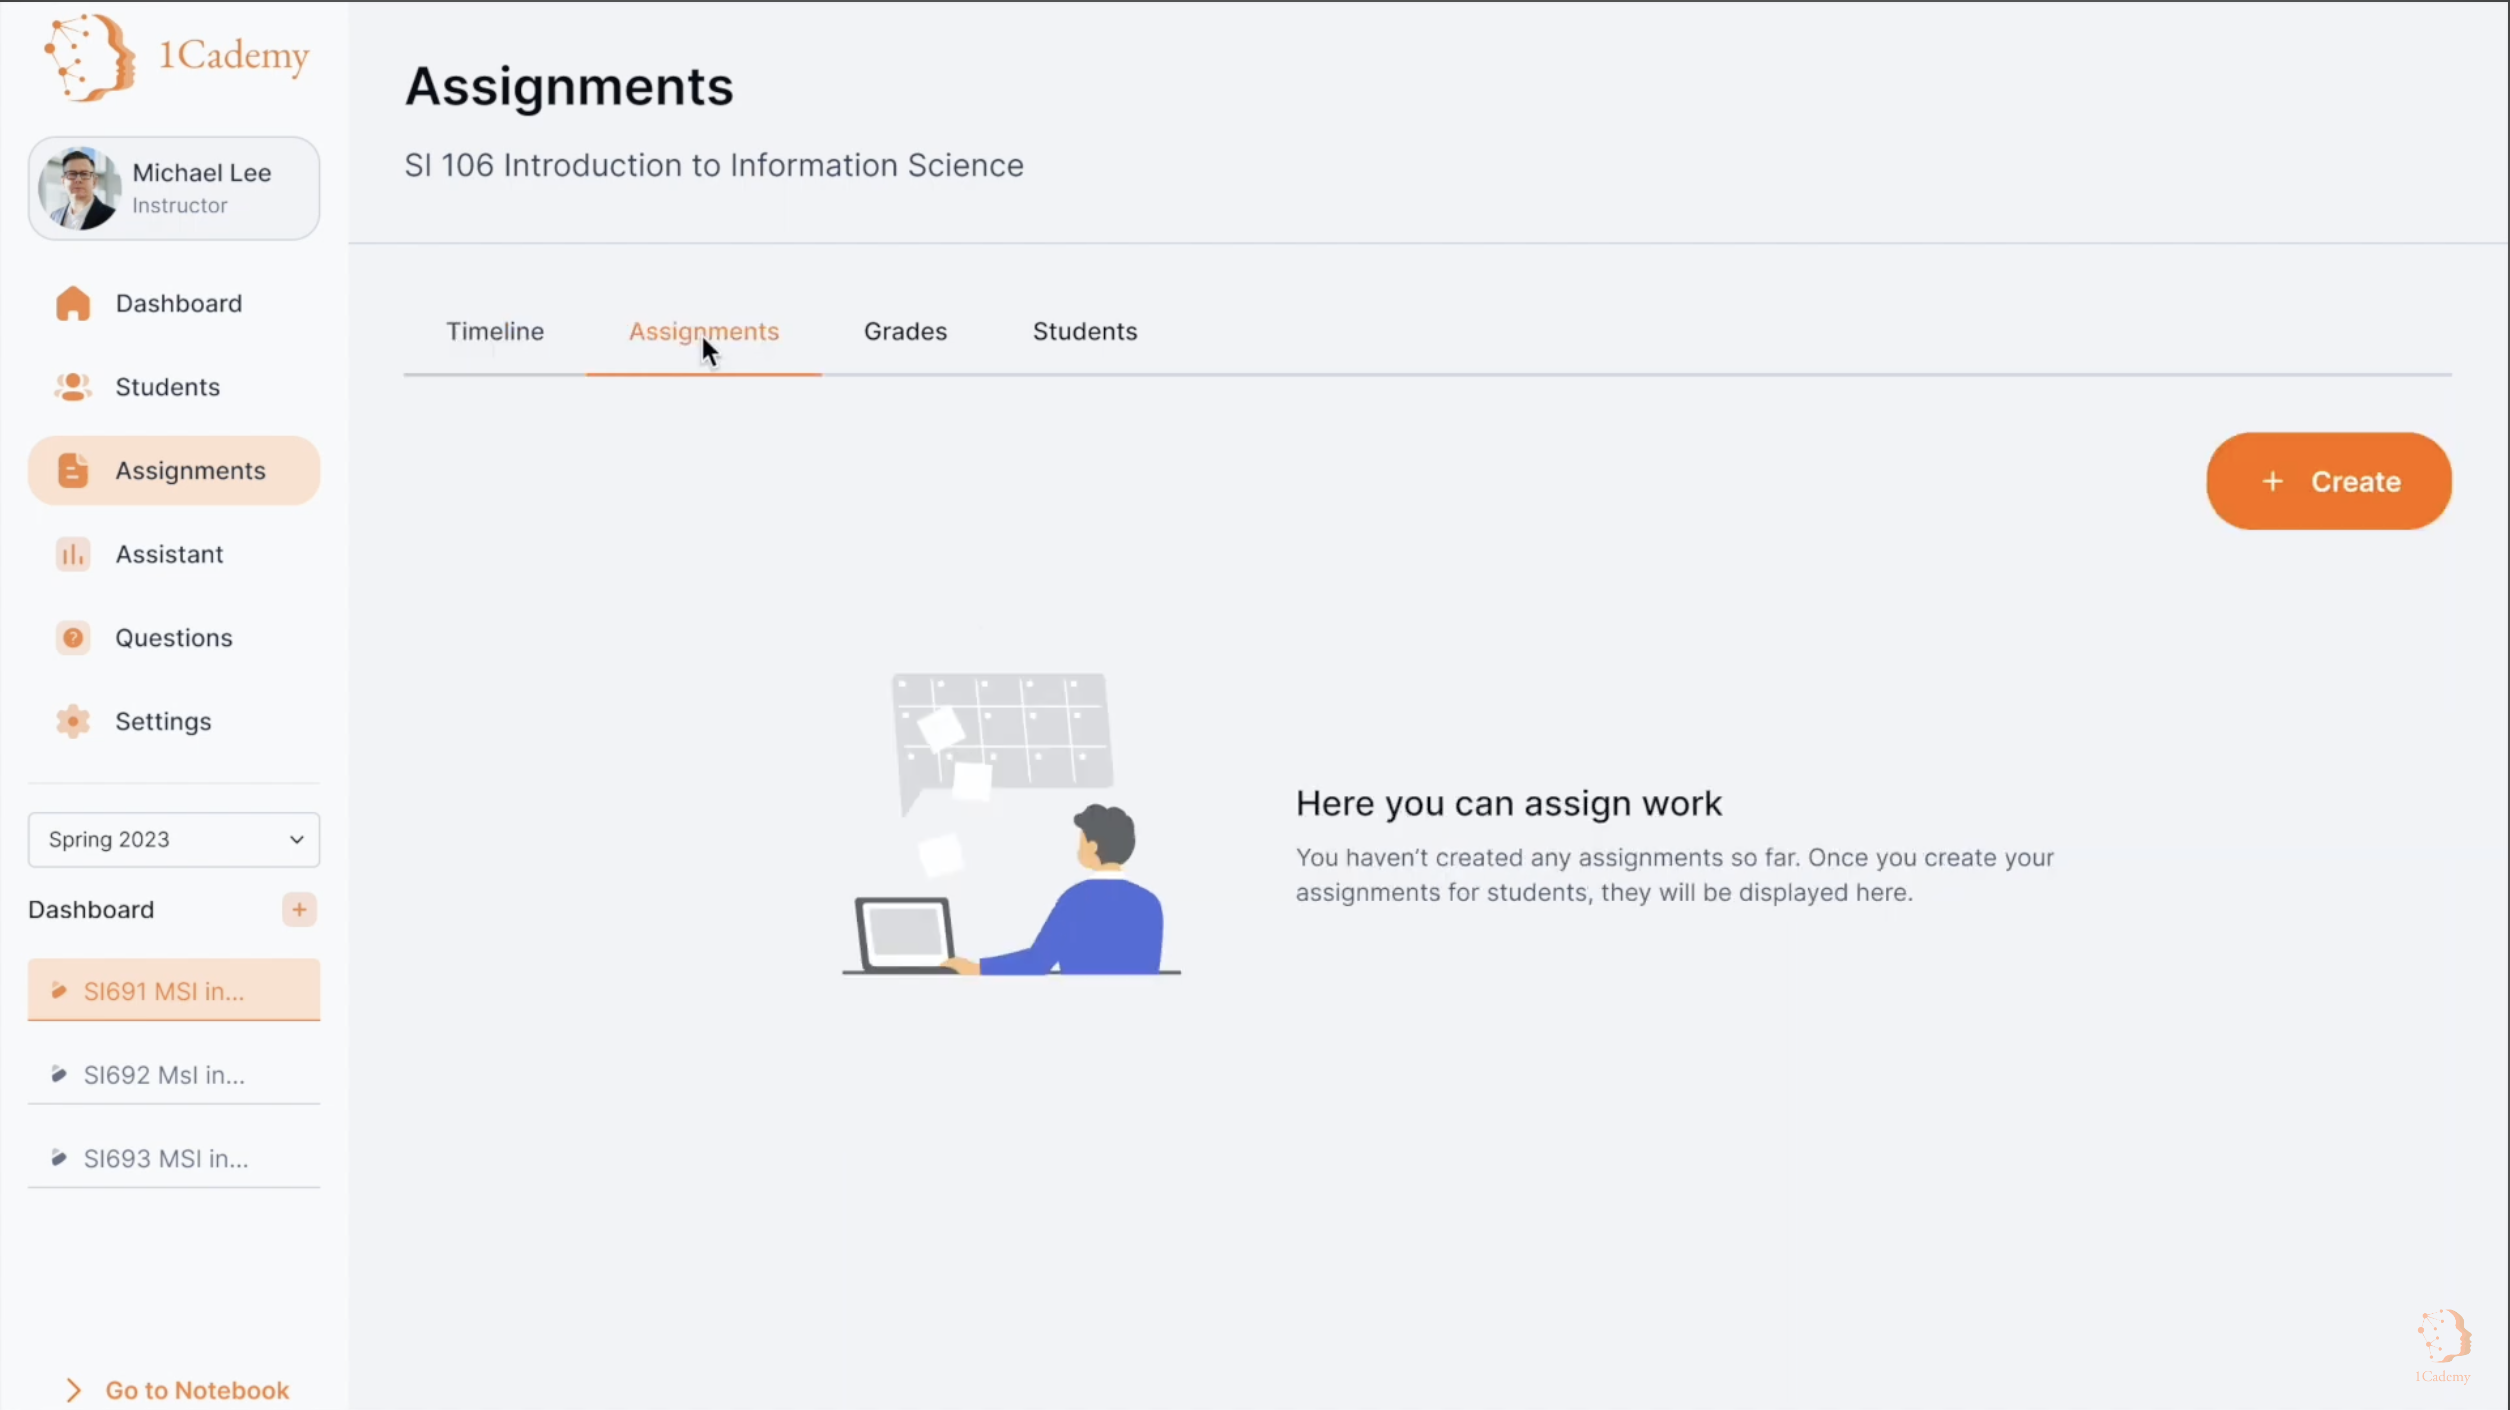 1Cademy
Michael Lee
Instructor
Dashboard
Students
Assignments
Assistant
Questions
Settings
Spring 2023
Dashboard
SI691 MSI in...
SI692 MsI in...
SI693 MSI in...
Go to Notebook
Assignments
SI 106 Introduction to Information Science
Timeline Assignments Grades Students
+ Create
Here you can assign work
You haven’t created any assignments so far. Once you create your
assignments for students, they will be displayed here.
1Cademy